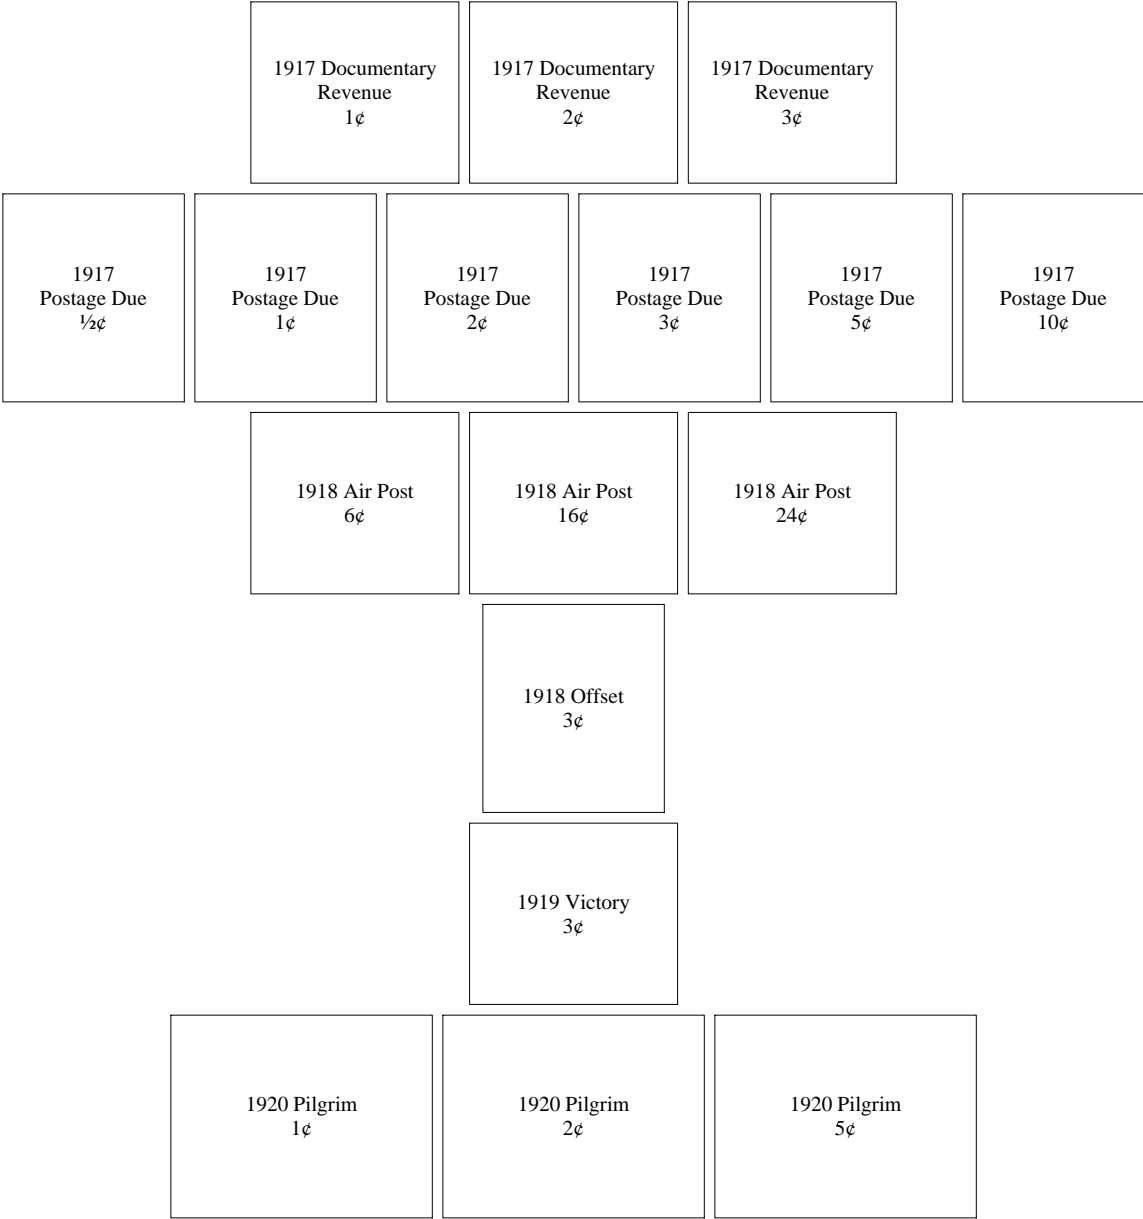 1917 Documentary
Revenue
1¢
1917 Documentary
Revenue
2¢
1917 Documentary
Revenue
3¢
1917
Postage Due
½¢
1917
Postage Due
1¢
1917
Postage Due
2¢
1917
Postage Due
3¢
1917
Postage Due
5¢
1917
Postage Due
10¢
1918 Air Post
6¢
1918 Air Post
16¢
1918 Air Post
24¢
1918 Offset
3¢
1919 Victory
3¢
1920 Pilgrim
1¢
1920 Pilgrim
2¢
1920 Pilgrim
5¢